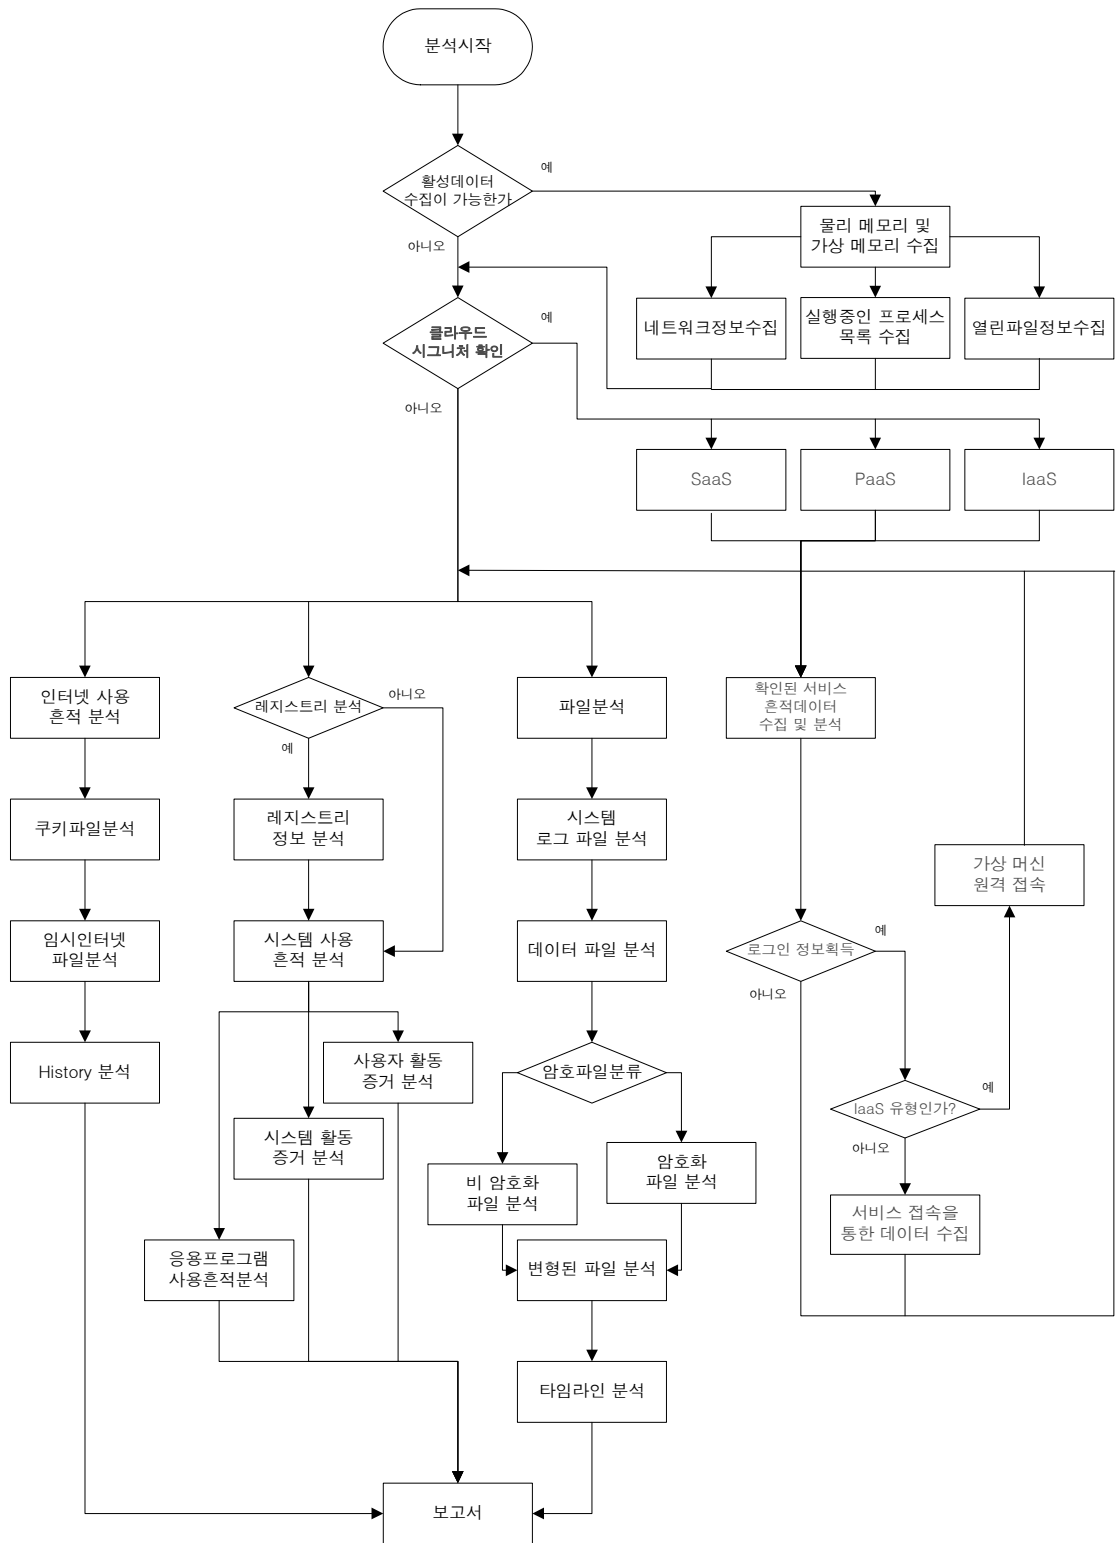 분석시작
활성데이터
수집이 가능한가
예
아니오
물리 메모리 및
가상 메모리 수집
네트워크정보수집
실행중인 프로세스
목록 수집
열린파일정보수집
클라우드
시그니처 확인
예
아니오
SaaS
PaaS
IaaS
인터넷 사용
흔적 분석
레지스트리 분석
아니오
예
파일분석
확인된 서비스
흔적데이터
수집 및 분석
쿠키파일분석
레지스트리
정보 분석
시스템
로그 파일 분석
가상 머신
원격 접속
임시인터넷
파일분석
시스템 사용
흔적 분석
데이터 파일 분석
로그인 정보획득
예
아니오
History 분석
사용자 활동
증거 분석
암호파일분류
IaaS 유형인가?
예
아니오
시스템 활동
증거 분석
비 암호화
파일 분석
암호화
파일 분석
서비스 접속을
통한 데이터 수집
응용프로그램
사용흔적분석
변형된 파일 분석
타임라인 분석
보고서